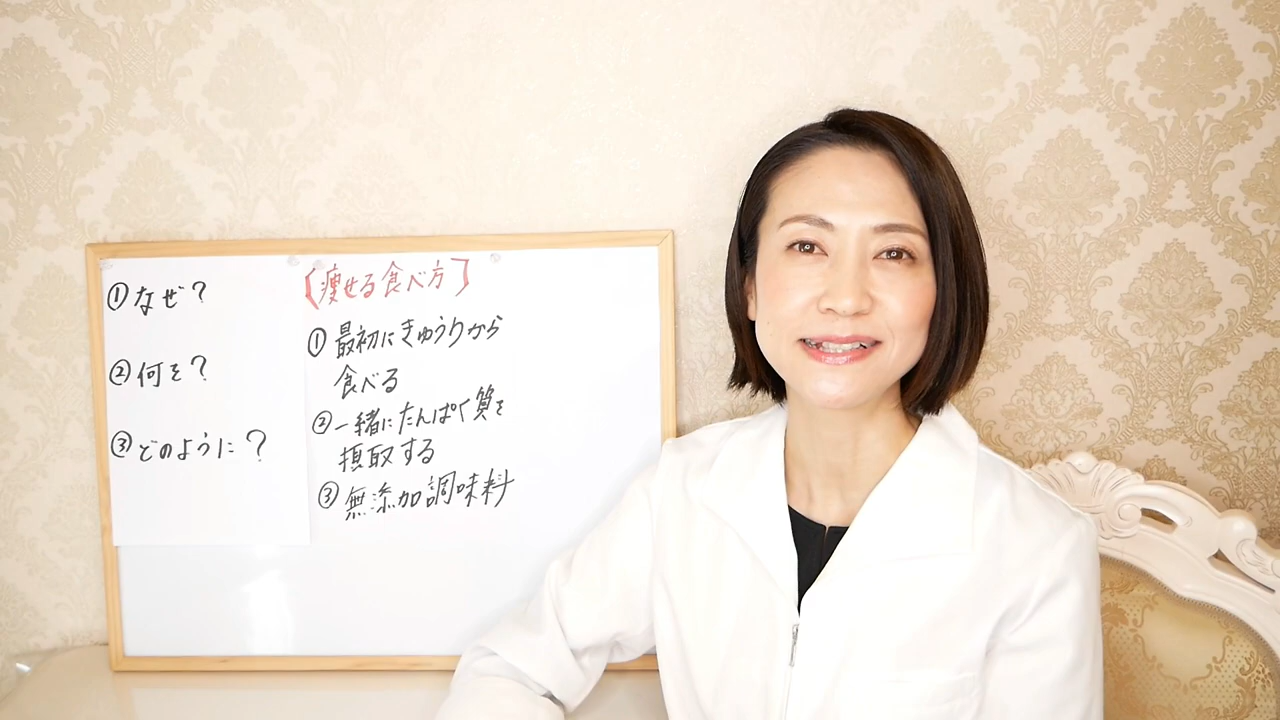 ①なぜ?
②何を?
③どのように?
【痩せる食べ方】
①最初にきゅうりから
食べる
②一緒にたんぱく質を
摂取する
③無添加調味料